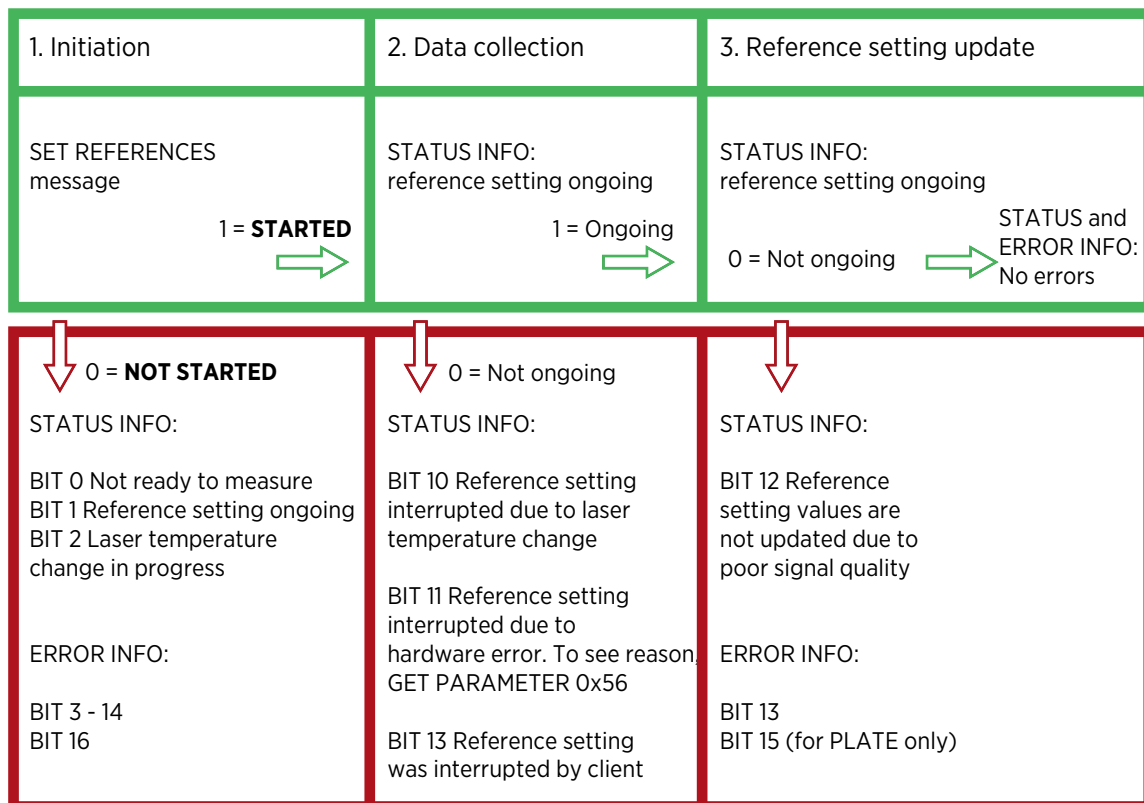 1. Initiation
2. Data collection
3. Reference setting update
SET REFERENCES
message
1 = STARTED
STATUS INFO:
reference setting ongoing
1 = Ongoing
STATUS INFO:
reference setting ongoing
0 = Not ongoing
STATUS and
ERROR INFO:
No errors
0 = NOT STARTED
STATUS INFO:
BIT 0 Not ready to measure
BIT 1 Reference setting ongoing
BIT 2 Laser temperature
change in progress
ERROR INFO:
BIT 3 - 14
BIT 16
0 = Not ongoing
STATUS INFO:
BIT 10 Reference setting
interrupted due to laser
temperature change
BIT 11 Reference setting
interrupted due to
hardware error. To see reason,
GET PARAMETER 0x56
BIT 13 Reference setting
was interrupted by client
STATUS INFO:
BIT 12 Reference
setting values are
not updated due to
poor signal quality
ERROR INFO:
BIT 13
BIT 15 (for PLATE only)